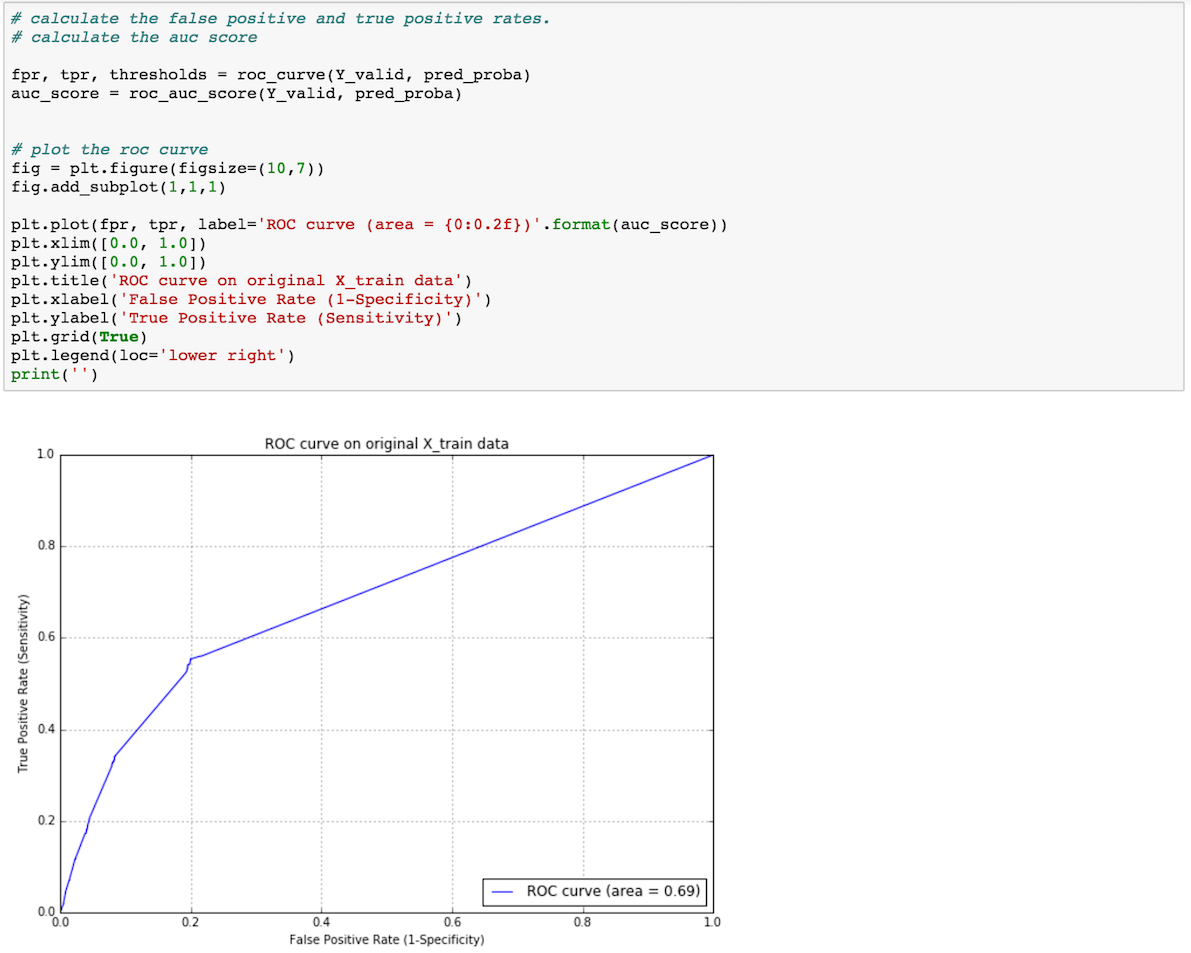 # calculate the false positive and true positive rates.
# calculate the auc score
fpr, tpr, thresholds = roc_curve(Y_valid, pred_proba)
auc_score = roc_auc_score(Y_valid, pred_proba)
# plot the roc curve
fig = plt.figure(figsize=(10,7))
fig.add_subplot(1,1,1)
plt.plot(fpr, tpr, label='ROC curve (area = {0:0.2f})'.format(auc_score))
plt.xlim([0.0, 1.0])
plt.ylim([0.0, 1.0])
plt.title('ROC curve on original X_train data')
plt.xlabel('False Positive Rate (1-Specificity)')
plt.ylabel('True Positive Rate (Sensitivity)')
plt.grid(True)
plt.legend(loc='lower right')
print('')
ROC curve on original X_train data
1.0
0.8
0.6
0.4
0.2
0.0
True Positive Rate (Sensitivity)
ROC curve (area = 0.69)
0.0 0.2 0.4 0.6 0.8 1.0
False Positive Rate (1-Specificity)